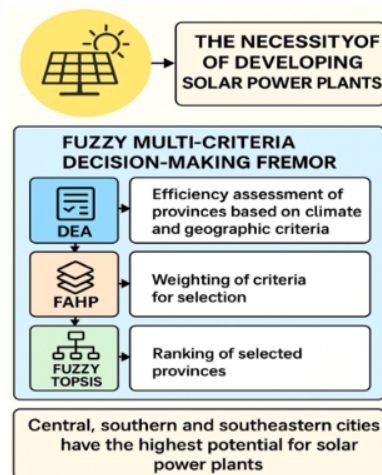 THE NECESSITYOF
OF DEVELOPING
SOLAR POWER PLANTS
FUZZY MULTI-CRITERIA
DECISION-MAKING FREMOR
DEA
Efficiency assessment of
provinces based on climate
and geographic criteria
FAHP
Weighting of criteria
for selection
FUZZY
TOPSIS
Ranking of selected
provinces
Central, southern and southeastern cities
have the highest potential for solar
power plants